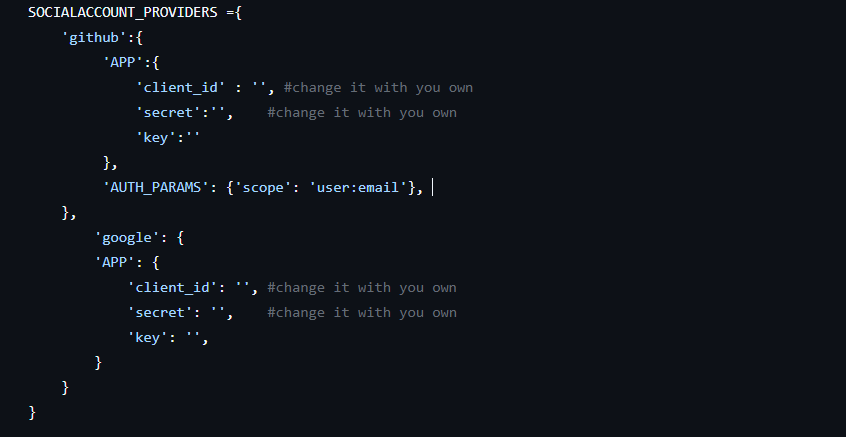 SOCIALACCOUNT_PROVIDERS ={
'github':{
'APP':{
'client_id' : '', #change it with you own
'secret':'', #change it with you own
'key':''
},
'AUTH_PARAMS': {'scope': 'user:email'},
},
'google': {
'APP': {
'client_id': '', #change it with you own
'secret': '', #change it with you own
'key': '',
}
}
}